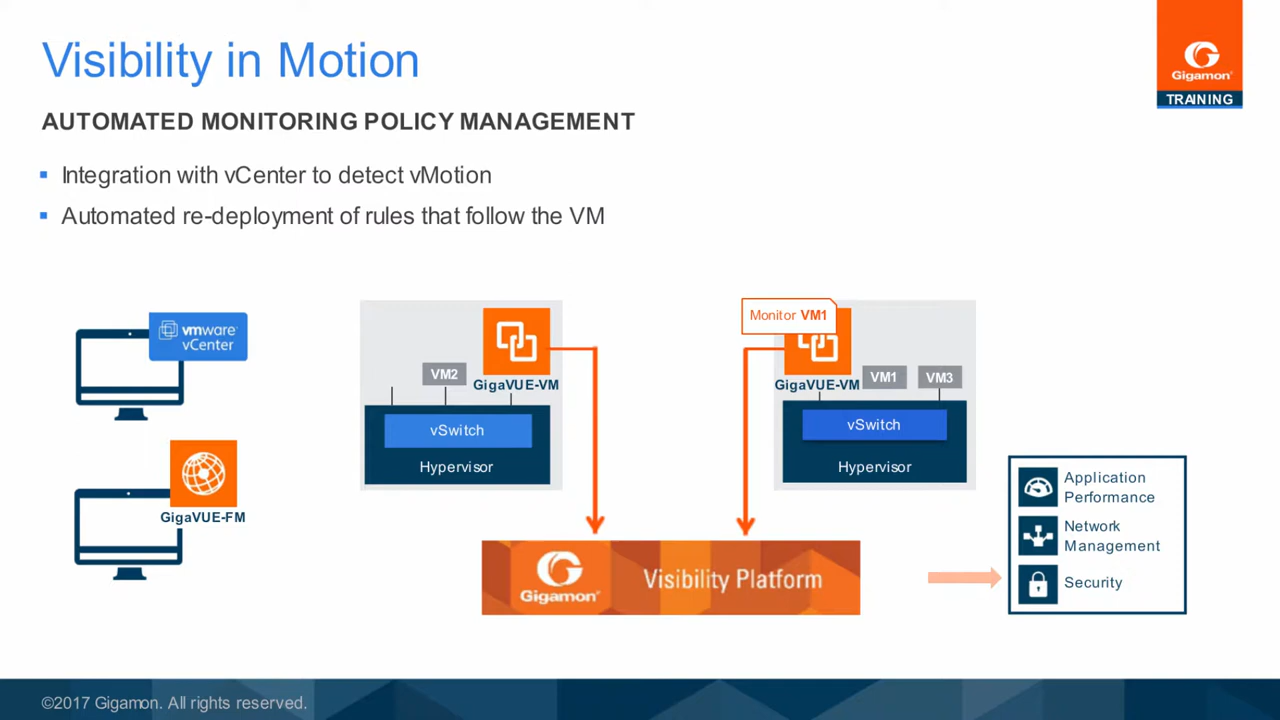 Visibility in Motion
Gigamon®
TRAINING
AUTOMATED MONITORING POLICY MANAGEMENT
▪ Integration with vCenter to detect vMotion
▪ Automated re-deployment of rules that follow the VM
vmware®
vCenter
GigaVUE-FM
VM2
GigaVUE-VM
vSwitch
Hypervisor
Monitor VM1
GigaVUE-VM
VM1
VM3
vSwitch
Hypervisor
Gigamon®
Visibility Platform
Application
Performance
Network
Management
Security
©2017 Gigamon. All rights reserved.